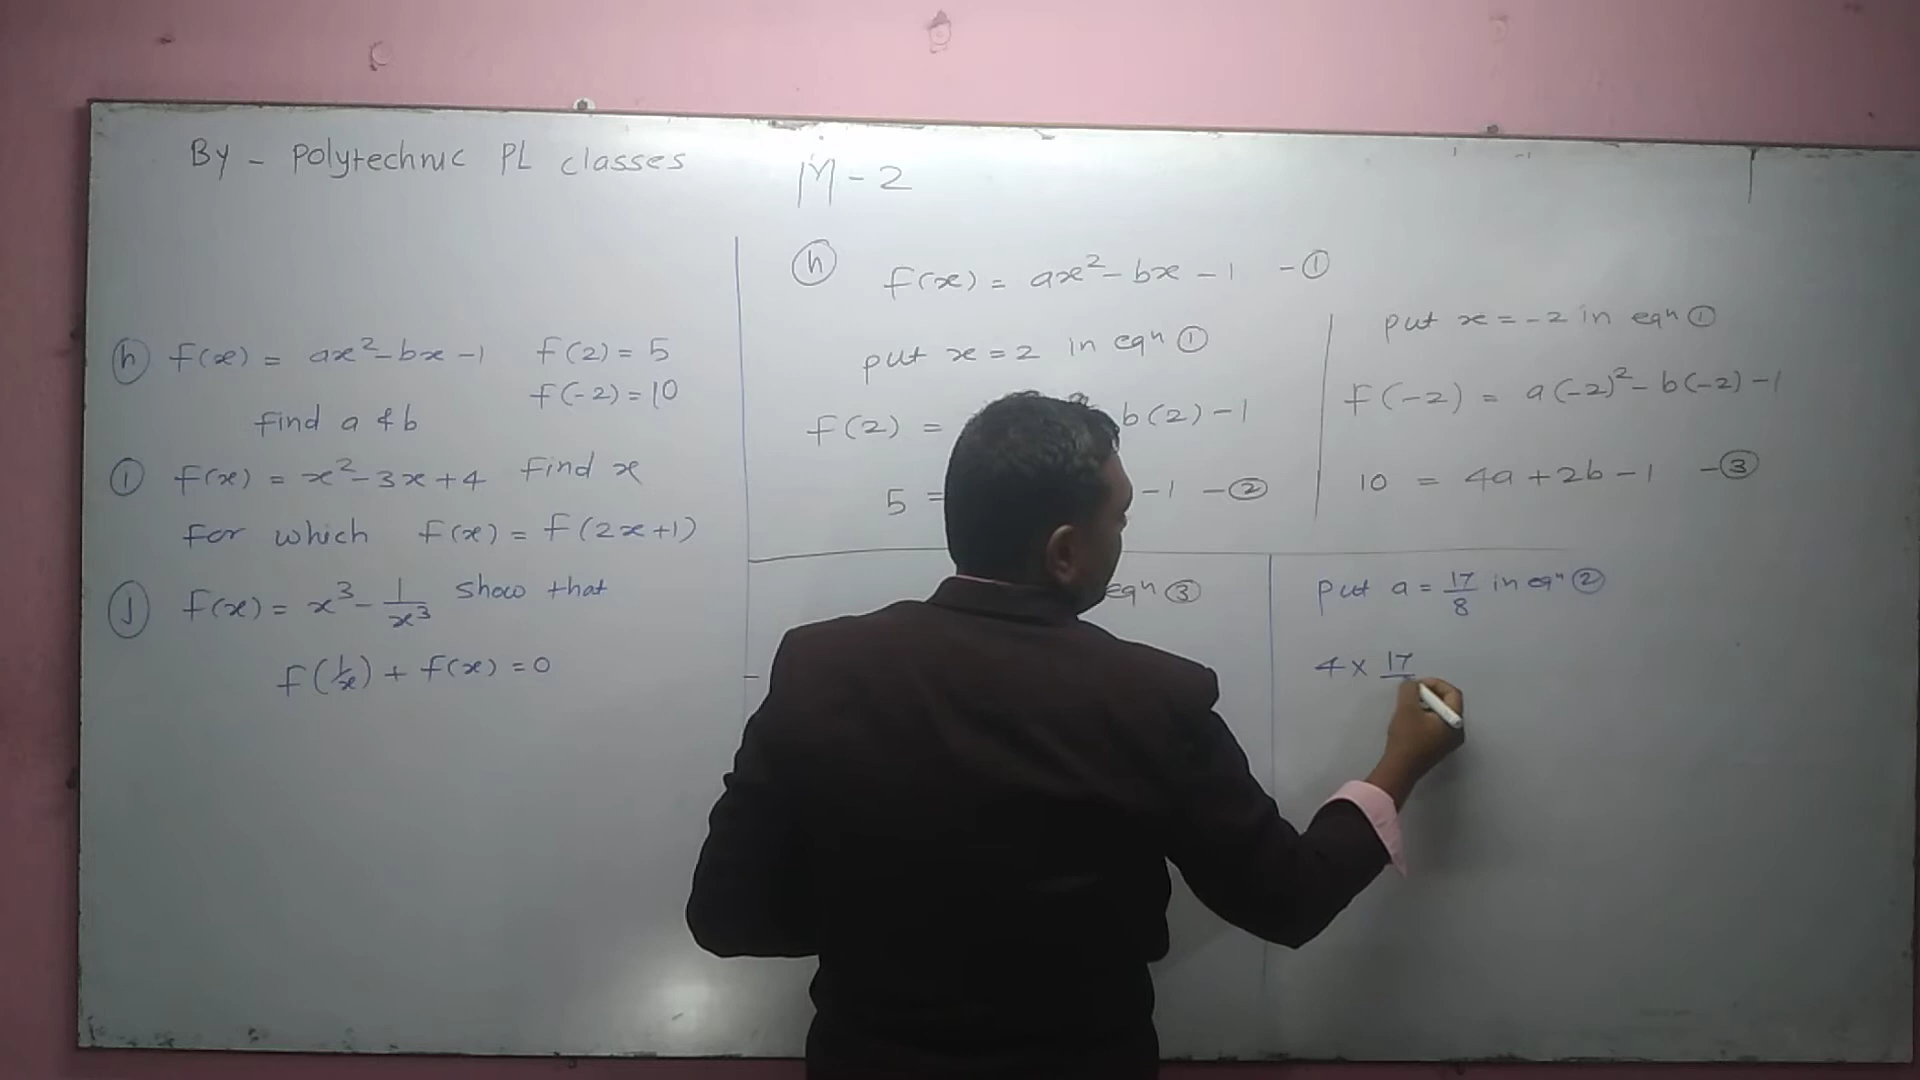 By - Polytechnic PL classes
M - 2
(h) f(x) = ax² - bx - 1 f(2) = 5
f(-2) = 10
find a & b
(i) f(x) = x² - 3x + 4 Find x
For which f(x) = f(2x+1)
(j) f(x) = x³ - 1/x³ show that
f(1/x) + f(x) = 0
(h) f(x) = ax² - bx - 1 - (1)
put x = 2 in eqⁿ (1)
f(2) = b(2) - 1
5 = - 1 - (2)
put x = -2 in eqⁿ (1)
f(-2) = a(-2)² - b(-2) - 1
10 = 4a + 2b - 1 - (3)
eqⁿ (3)
Put a = 17/8 in eqⁿ (2)
4 × 17